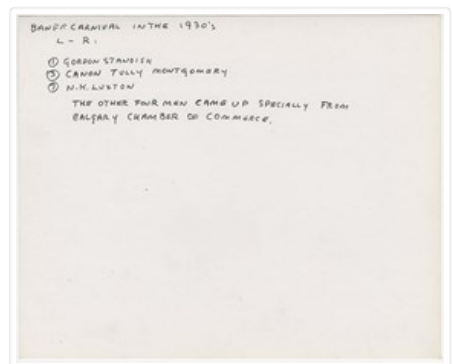 BANFF CARNIVAL IN THE 1930's
L - R.
① GORDON STANDISH
③ CANON TULLY MONTGOMERY
⑦ N.K. LUXTON
THE OTHER FOUR MEN CAME UP SPECIALLY FROM
CALGARY CHAMBER OF COMMERCE.